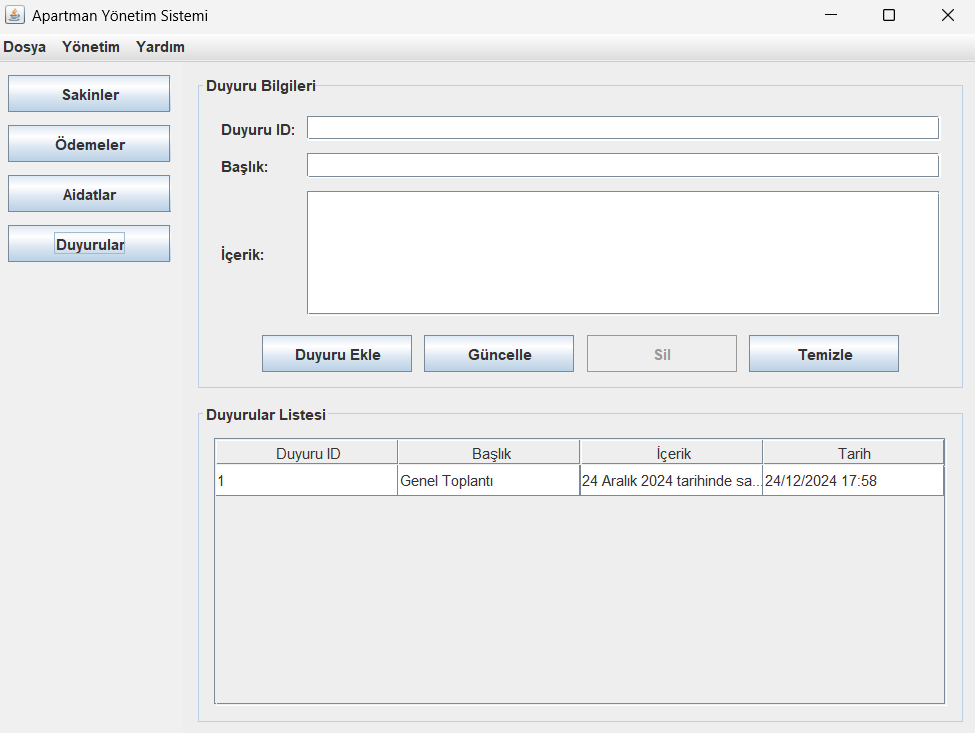 Apartman Yönetim Sistemi
Dosya Yönetim Yardım
Sakinler
Ödemeler
Aidatlar
Duyurular
Duyuru Bilgileri
Duyuru ID:
Başlık:
İçerik:
Duyuru Ekle Güncelle Sil Temizle
Duyurular Listesi
Duyuru ID Başlık İçerik Tarih
1 Genel Toplantı 24 Aralık 2024 tarihinde sa... 24/12/2024 17:58